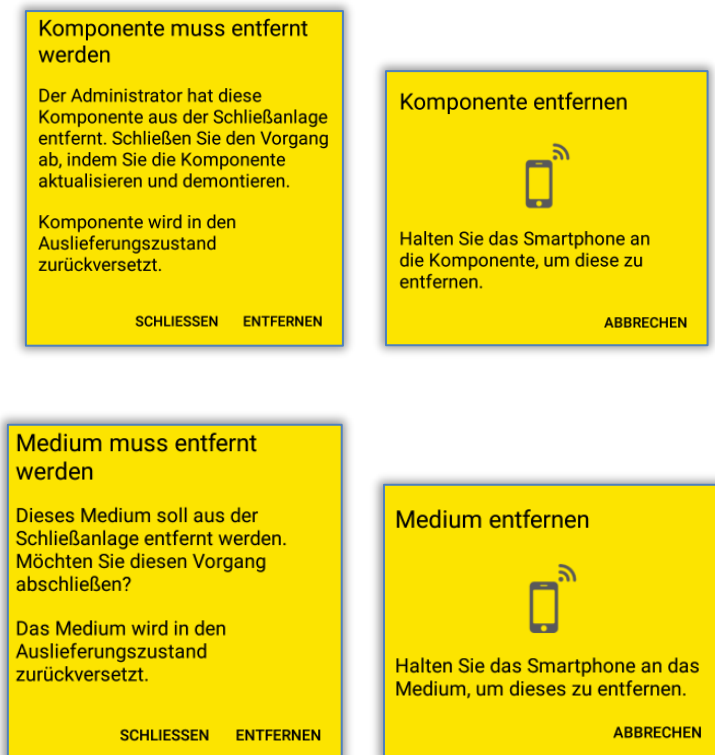 Komponente muss entfernt
werden
Der Administrator hat diese
Komponente aus der Schließanlage
entfernt. Schließen Sie den Vorgang
ab, indem Sie die Komponente
aktualisieren und demontieren.
Komponente wird in den
Auslieferungszustand
zurückversetzt.
SCHLIESSEN ENTFERNEN
Komponente entfernen
Halten Sie das Smartphone an
die Komponente, um diese zu
entfernen.
ABBRECHEN
Medium muss entfernt
werden
Dieses Medium soll aus der
Schließanlage entfernt werden.
Möchten Sie diesen Vorgang
abschließen?
Das Medium wird in den
Auslieferungszustand
zurückversetzt.
SCHLIESSEN ENTFERNEN
Medium entfernen
Halten Sie das Smartphone an das
Medium, um dieses zu entfernen.
ABBRECHEN